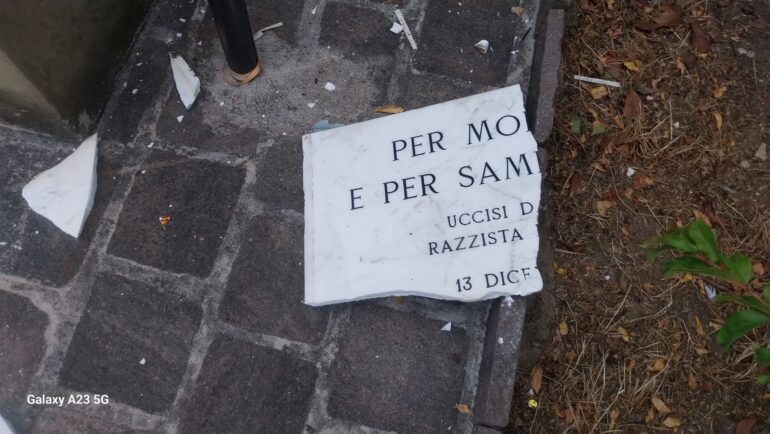 PER MO
E PER SAM
UCCISI D
RAZZISTA
13 DICE
Galaxy A23 5G